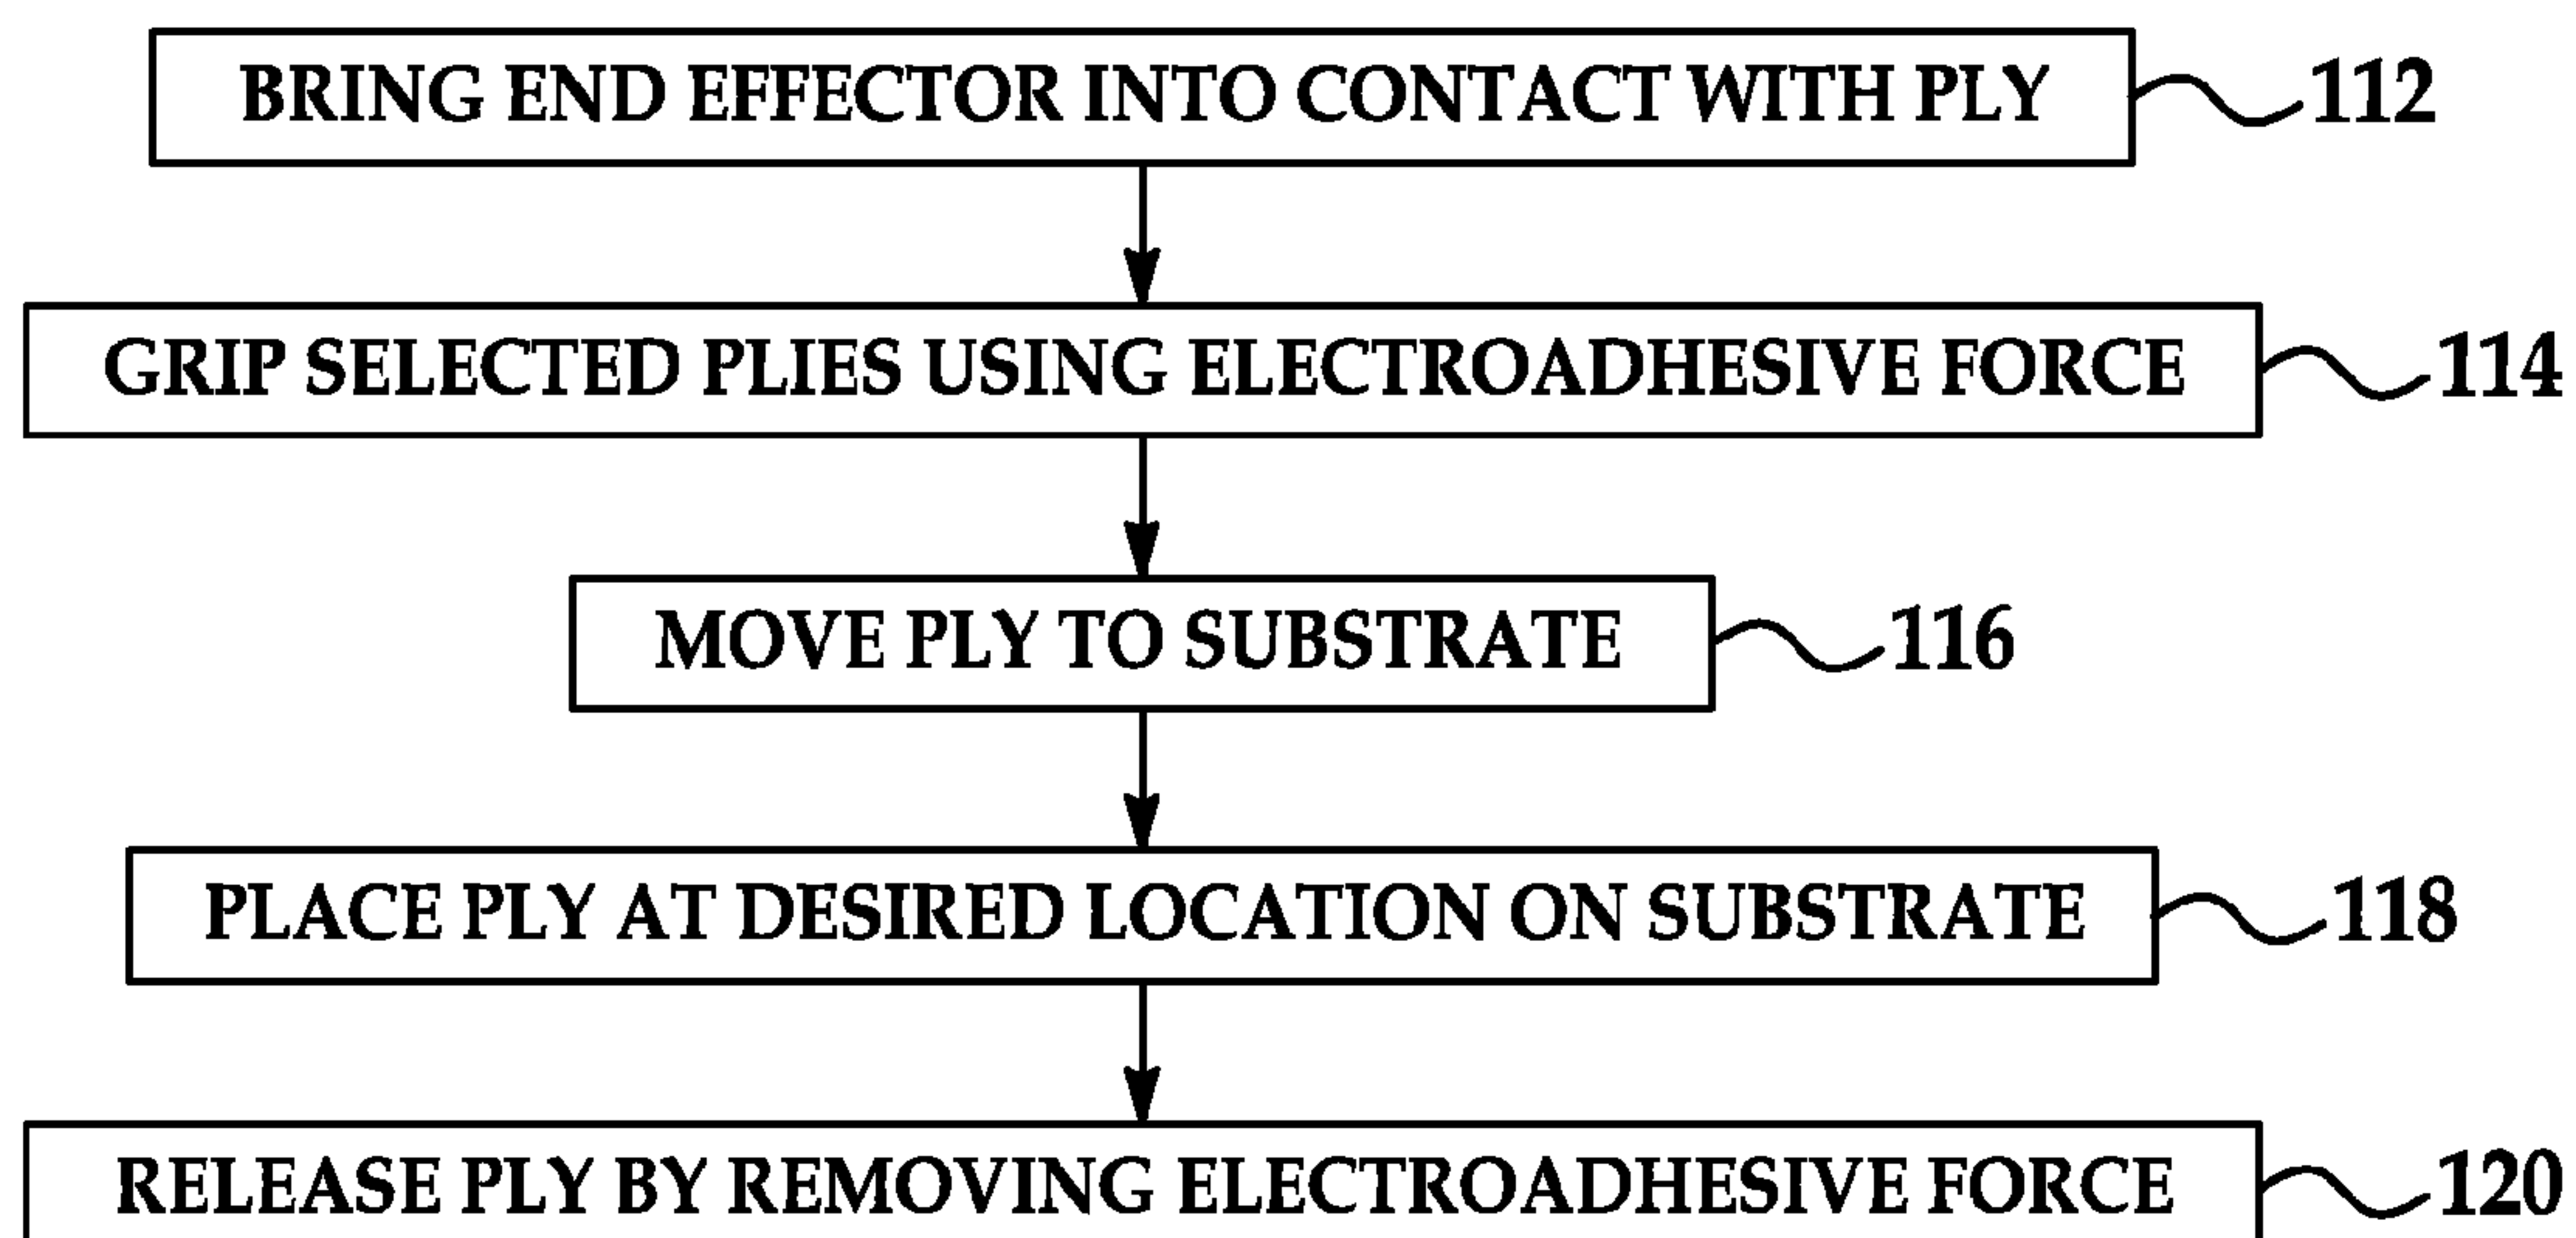 BRING END EFFECTOR INTO CONTACT WITH PLY 112
GRIP SELECTED PLIES USING ELECTROADHESIVE FORCE 114
MOVE PLY TO SUBSTRATE 116
PLACE PLY AT DESIRED LOCATION ON SUBSTRATE 118
RELEASE PLY BY REMOVING ELECTROADHESIVE FORCE 120